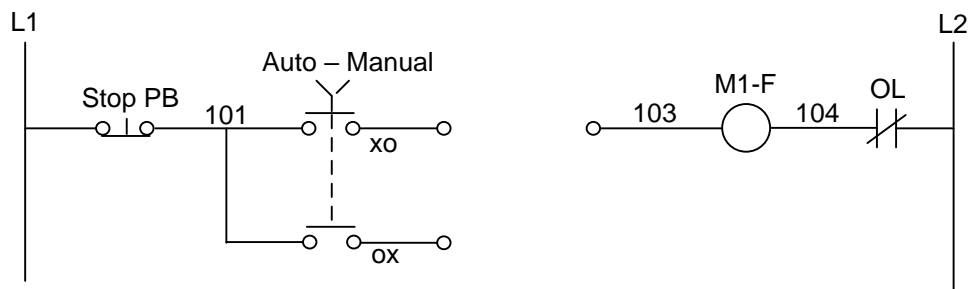 L1
L2
Auto – Manual
Stop PB
101
xo
ox
M1-F
OL
103
104